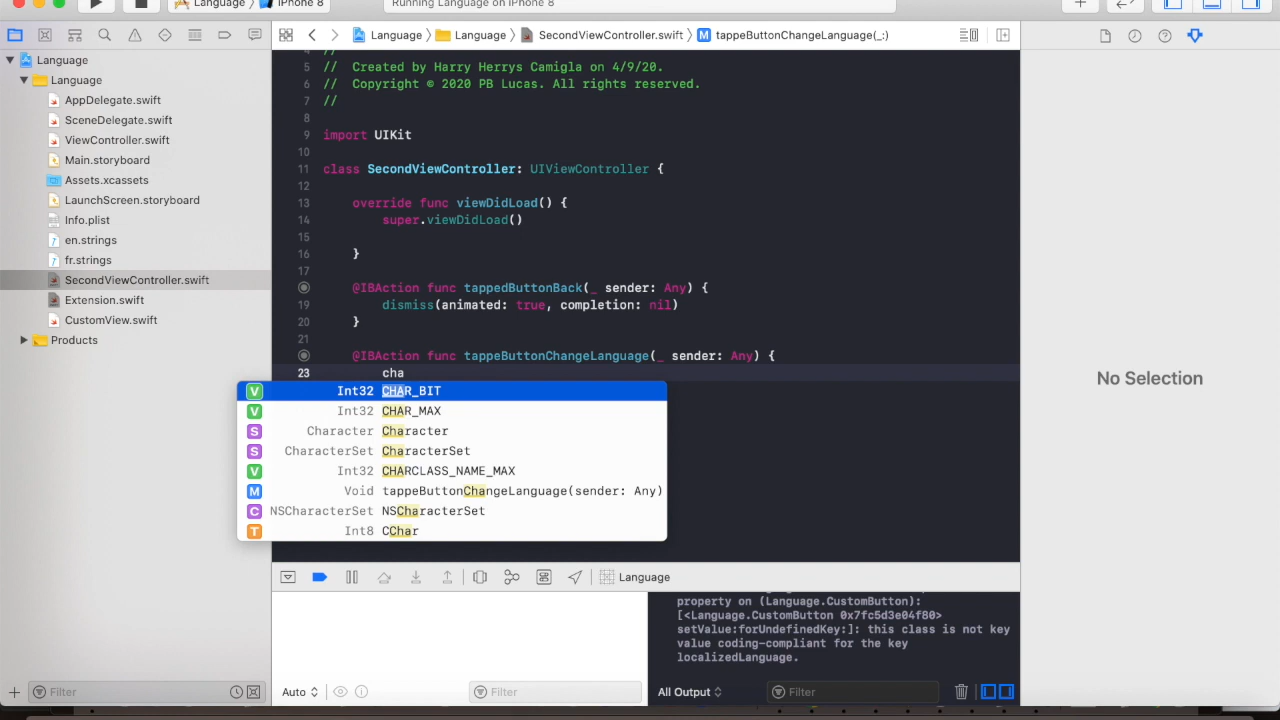 Language
iPhone 8
Running Language on iPhone 8
Language
Language
SecondViewController.swift
tappeButtonChangeLanguage(_:)
Language
Language
AppDelegate.swift
SceneDelegate.swift
ViewController.swift
Main.storyboard
Assets.xcassets
LaunchScreen.storyboard
Info.plist
en.strings
fr.strings
SecondViewController.swift
Extension.swift
CustomView.swift
Products
4 //
5 // Created by Harry Herrys Camigla on 4/9/20.
6 // Copyright © 2020 PB Lucas. All rights reserved.
7 //
8
9 import UIKit
10
11 class SecondViewController: UIViewController {
12
13 override func viewDidLoad() {
14 super.viewDidLoad()
15
16 }
17
@IBAction func tappedButtonBack(_ sender: Any) {
19 dismiss(animated: true, completion: nil)
20 }
21
@IBAction func tappeButtonChangeLanguage(_ sender: Any) {
23 cha
V Int32 CHAR_BIT
V Int32 CHAR_MAX
S Character Character
S CharacterSet CharacterSet
V Int32 CHARCLASS_NAME_MAX
M Void tappeButtonChangeLanguage(sender: Any)
C NSCharacterSet NSCharacterSet
T Int8 CChar
No Selection
Language
property on (Language.CustomButton):
[<Language.CustomButton 0x7fc5d3e04f80>
setValue:forUndefinedKey:]: this class is not key
value coding-compliant for the key
localizedLanguage.
Filter
Auto
Filter
All Output
Filter